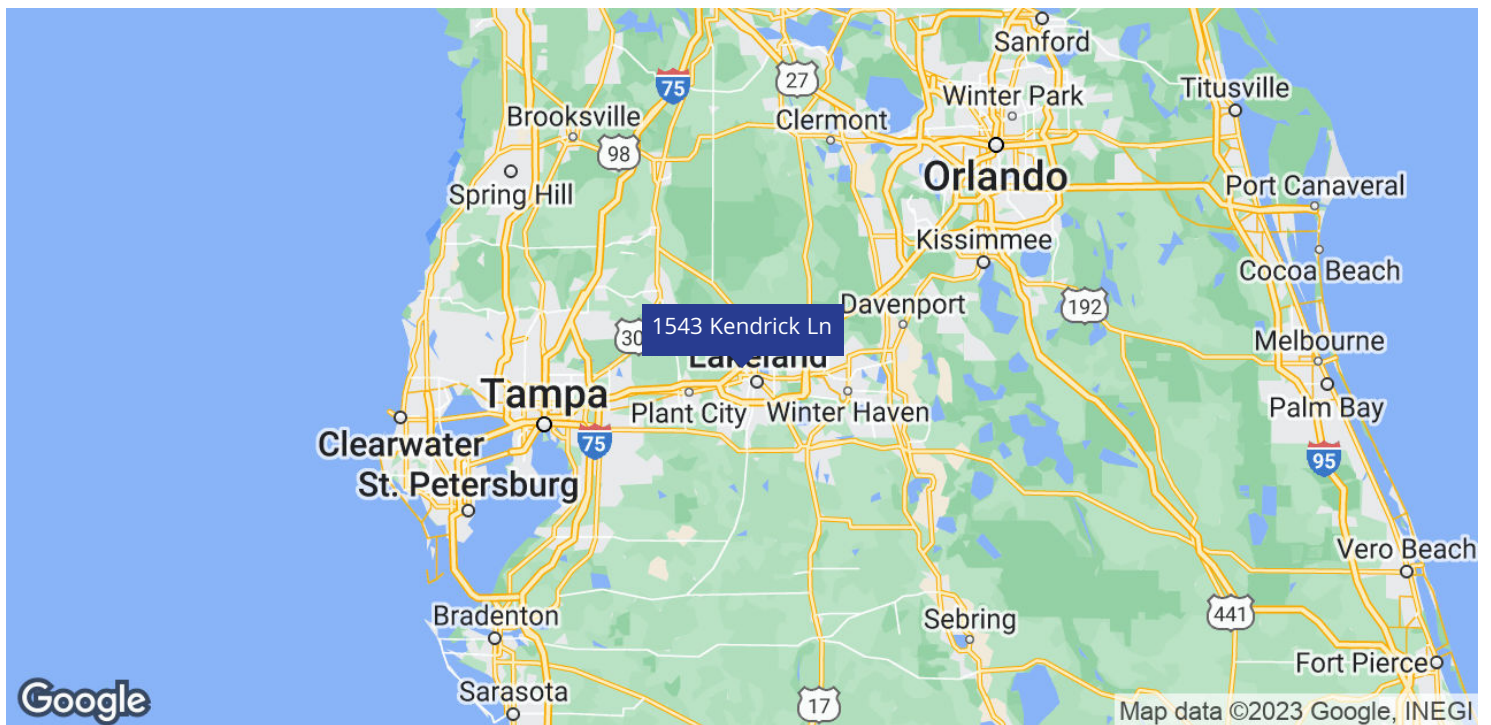 Sanford
75
27
Titusville
Winter Park
Brooksville
Clermont
98
Orlando
Spring Hill
Port Canaveral
Kissimmee
Cocoa Beach
Davenport
192
1543 Kendrick Ln
30
Melbourne
Lakeland
Tampa
Plant City
Winter Haven
Palm Bay
Clearwater
75
95
St. Petersburg
Vero Beach
Bradenton
Sebring
441
Fort Pierce
Sarasota
17
Google
Map data ©2023 Google, INEGI